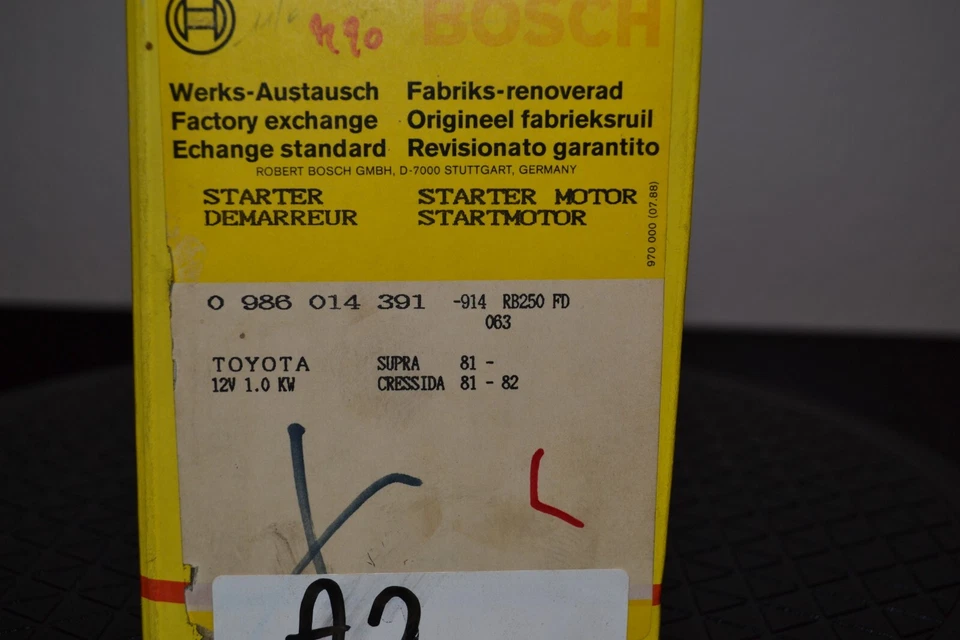 BOSCH
Werks-Austausch Fabriks-renoverad
Factory exchange Origineel fabrieksruil
Echange standard Revisionato garantito
ROBERT BOSCH GMBH, D-7000 STUTTGART, GERMANY
STARTER STARTER MOTOR
DEMARREUR STARTMOTOR
970 000 (07.88)
0 986 014 391 -914 RB250 FD
063
TOYOTA SUPRA 81 -
12V 1.0 KW CRESSIDA 81 - 82